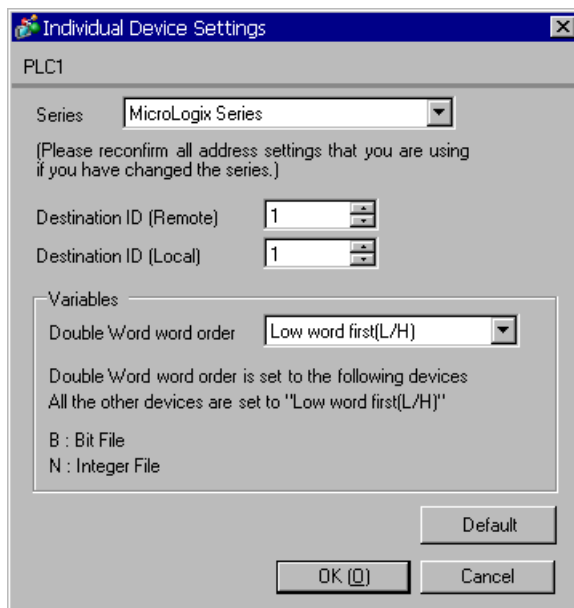 Individual Device Settings
PLC1
Series MicroLogix Series
(Please reconfirm all address settings that you are using
if you have changed the series.)
Destination ID (Remote) 1
Destination ID (Local) 1
Variables
Double Word word order Low word first(L/H)
Double Word word order is set to the following devices
All the other devices are set to "Low word first(L/H)"
B : Bit File
N : Integer File
Default
OK (O) Cancel